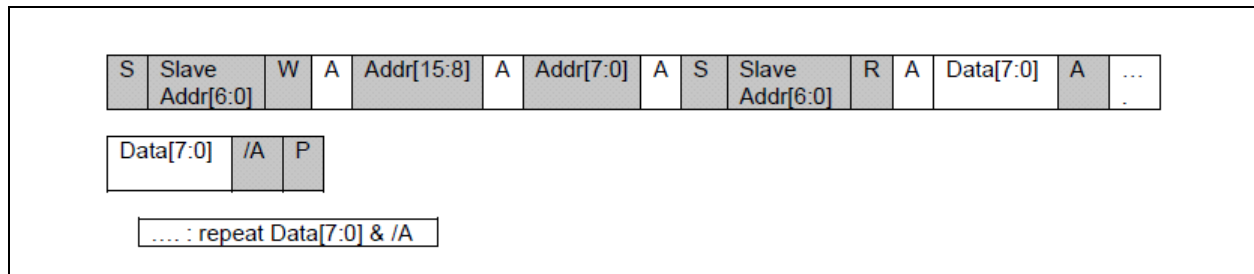 S Slave W A Addr[15:8] A Addr[7:0] A S Slave R A Data[7:0] A ...
Addr[6:0] Addr[6:0] .
Data[7:0] /A P
.... : repeat Data[7:0] & /A